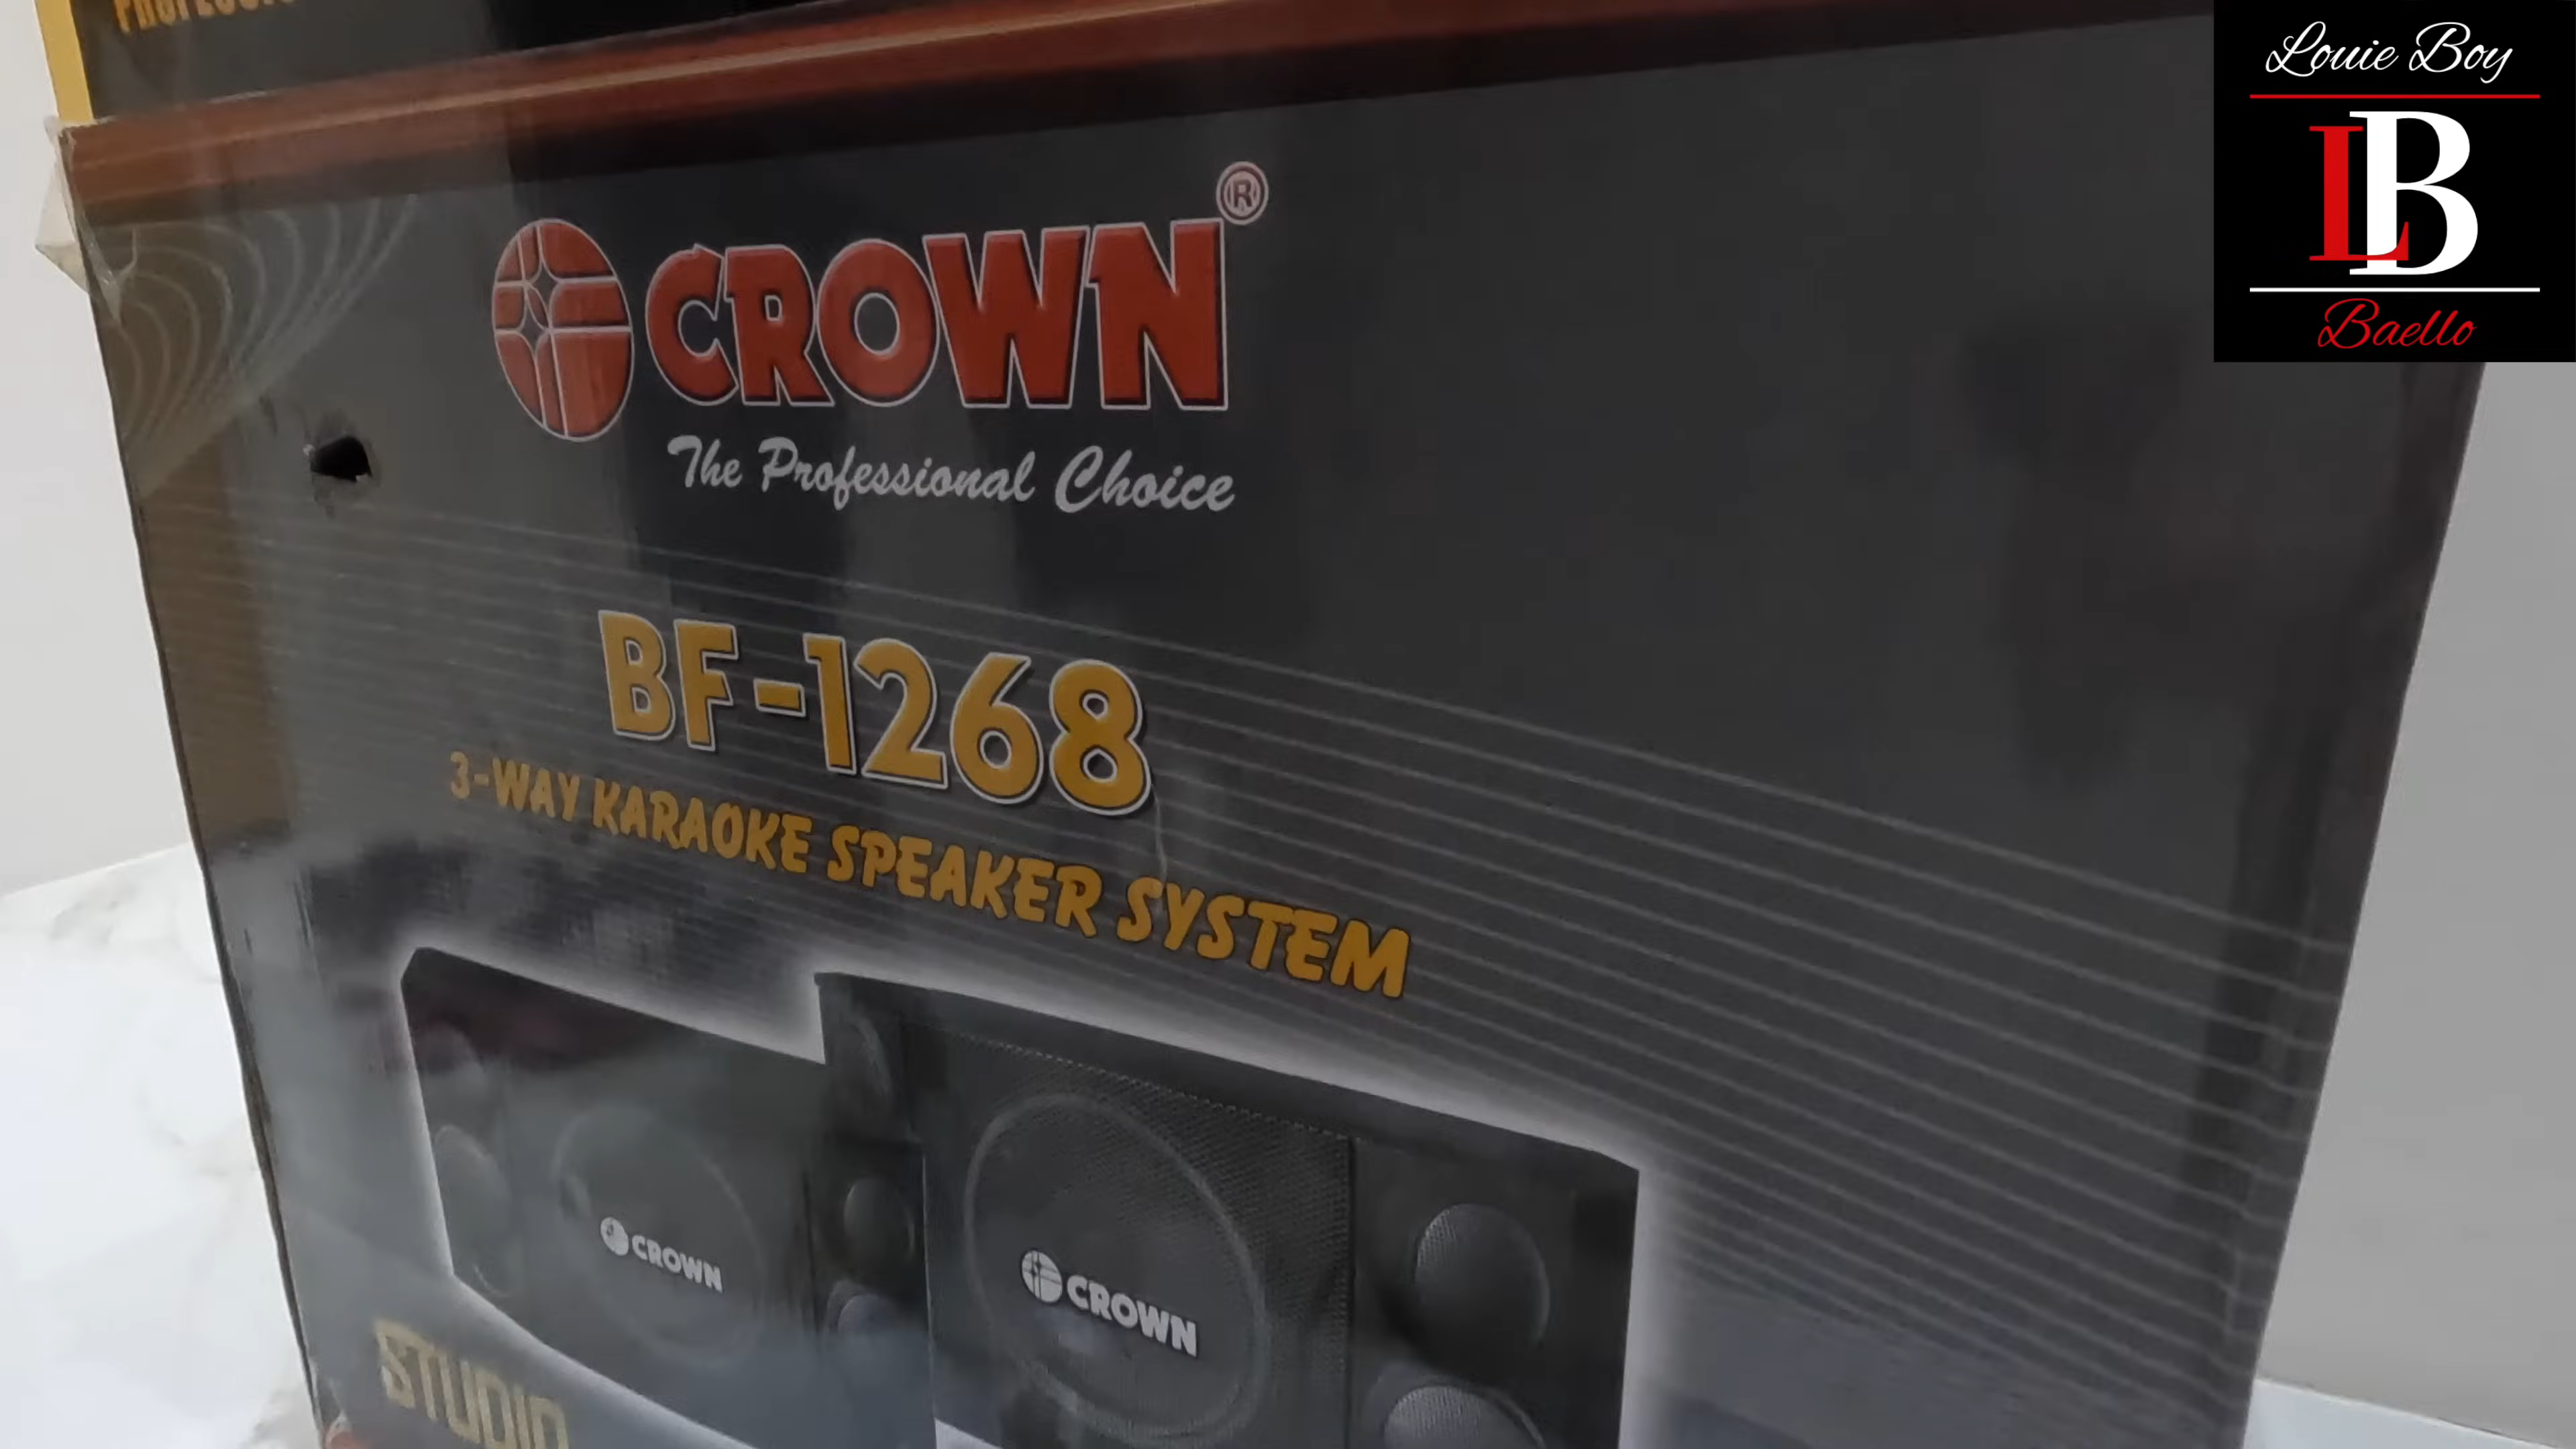 Louie Boy
LB
Baello
CROWN®
The Professional Choice
BF-1268
3-WAY KARAOKE SPEAKER SYSTEM
CROWN
CROWN
STUDIO